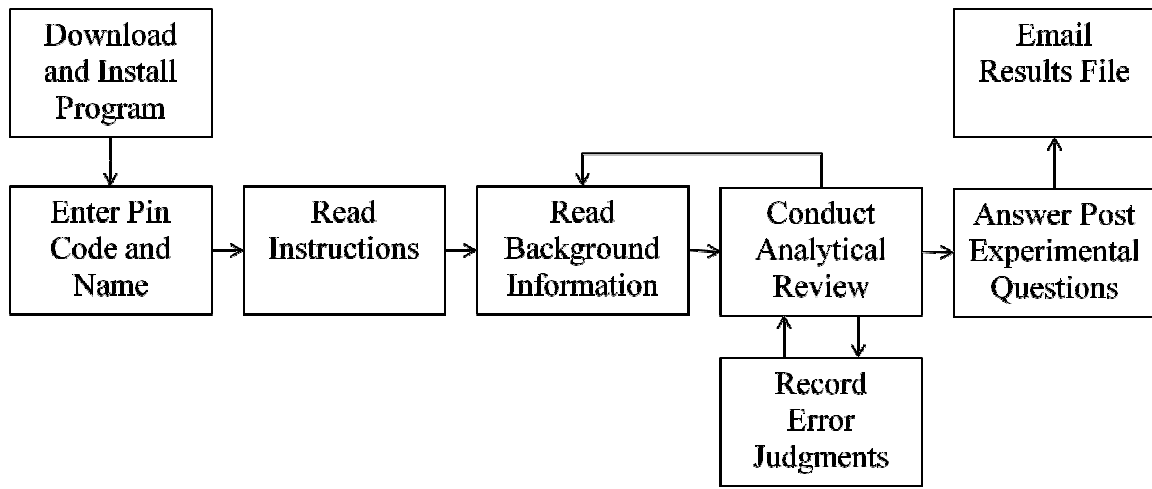 Download
and Install
Program
Enter Pin
Code and
Name
Read
Instructions
Read
Background
Information
Conduct
Analytical
Review
Record
Error
Judgments
Answer Post
Experimental
Questions
Email
Results File